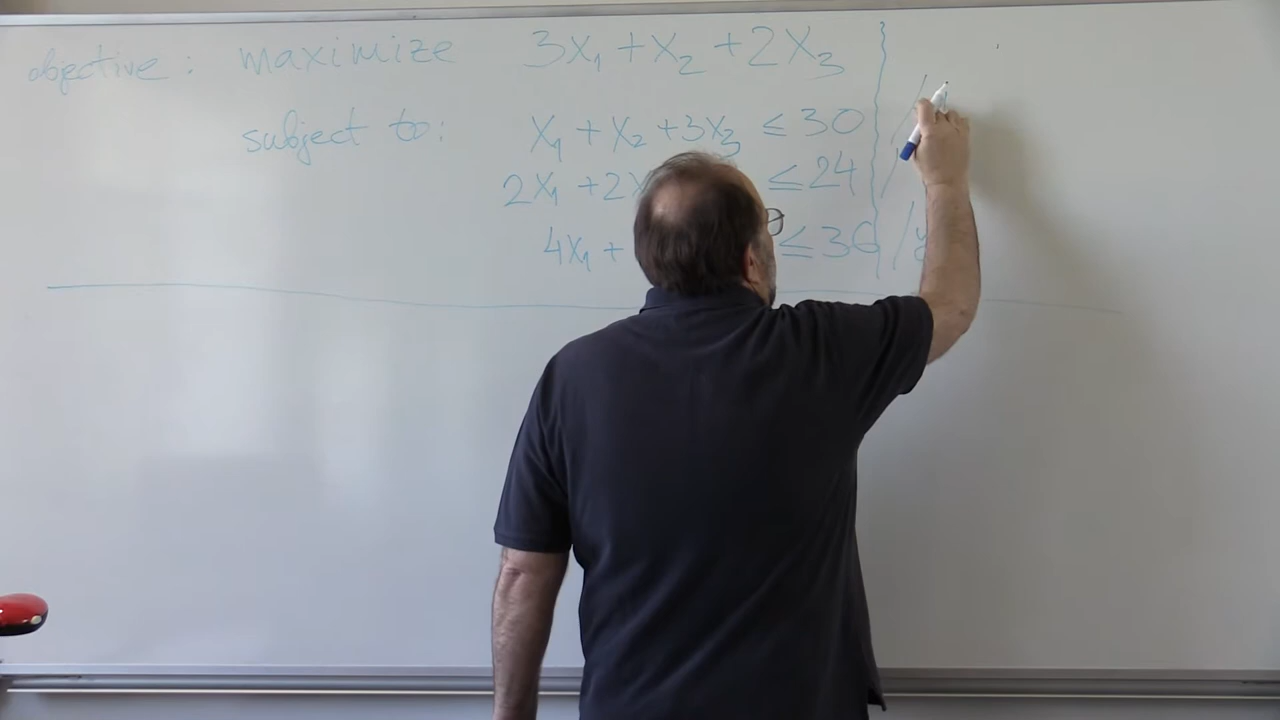 objective: maximize 3x₁ + x₂ + 2x₃
subject to: x₁ + x₂ + 3x₃ ≤ 30
2x₁ + 2x ≤ 24
4x₁ + ≤ 36 /y